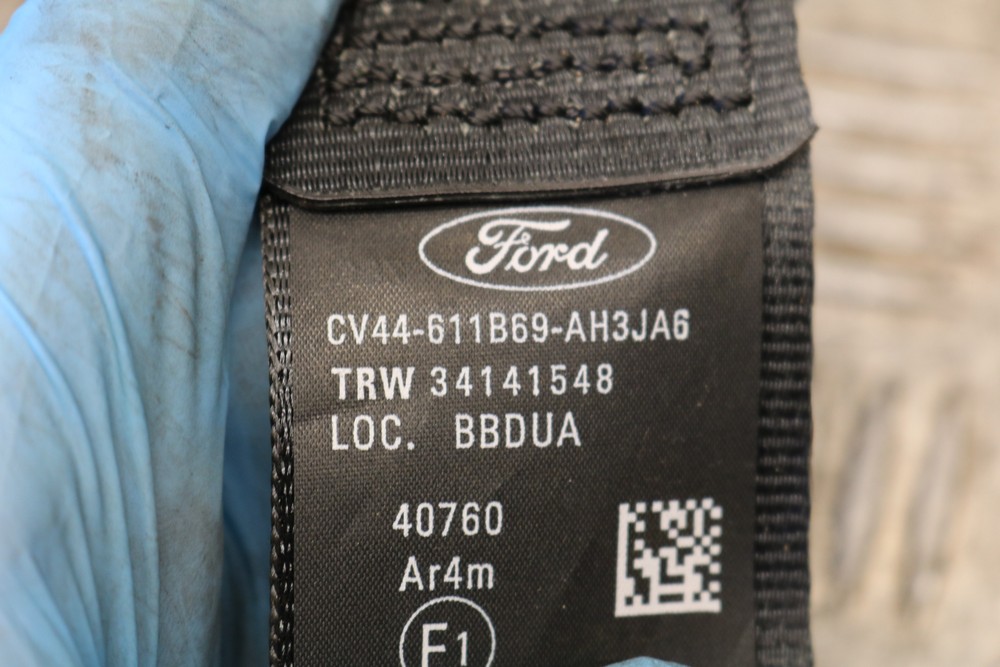 Ford
CV44-611B69-AH3JA6
TRW 34141548
LOC. BBDUA
40760
Ar4m
E1